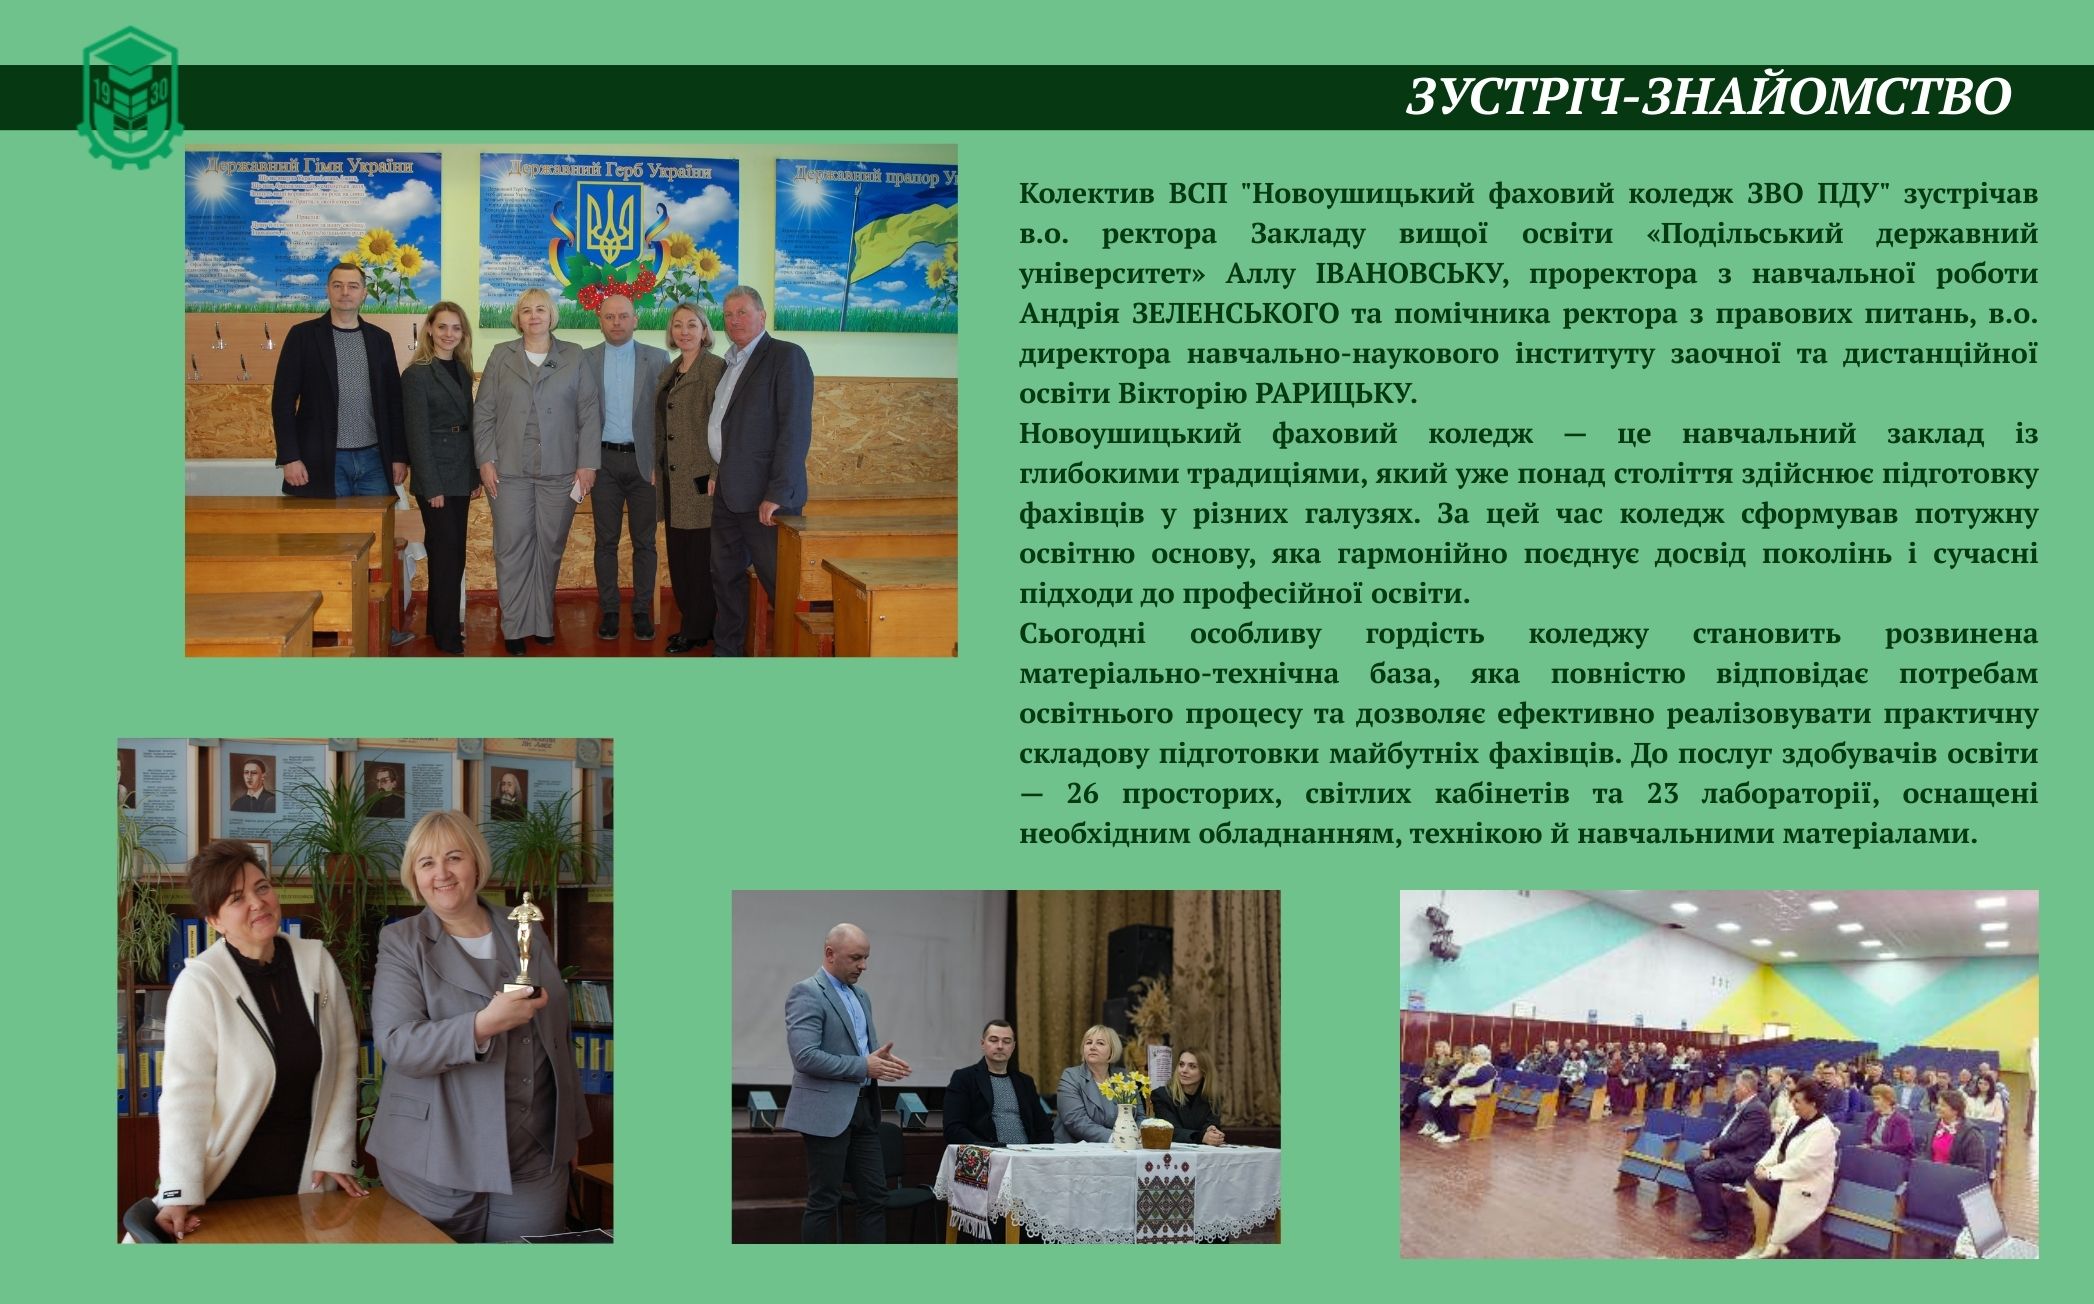 19 30
ЗУСТРІЧ-ЗНАЙОМСТВО
Державний Гімн України
Державний Герб України
Державний прапор У
Колектив ВСП "Новоушицький фаховий коледж ЗВО ПДУ" зустрічав
в.о. ректора Закладу вищої освіти «Подільський державний
університет» Аллу ІВАНОВСЬКУ, проректора з навчальної роботи
Андрія ЗЕЛЕНСЬКОГО та помічника ректора з правових питань, в.о.
директора навчально-наукового інституту заочної та дистанційної
освіти Вікторію РАРИЦЬКУ.
Новоушицький фаховий коледж — це навчальний заклад із
глибокими традиціями, який уже понад століття здійснює підготовку
фахівців у різних галузях. За цей час коледж сформував потужну
освітню основу, яка гармонійно поєднує досвід поколінь і сучасні
підходи до професійної освіти.
Сьогодні особливу гордість коледжу становить розвинена
матеріально-технічна база, яка повністю відповідає потребам
освітнього процесу та дозволяє ефективно реалізовувати практичну
складову підготовки майбутніх фахівців. До послуг здобувачів освіти
— 26 просторих, світлих кабінетів та 23 лабораторії, оснащені
необхідним обладнанням, технікою й навчальними матеріалами.